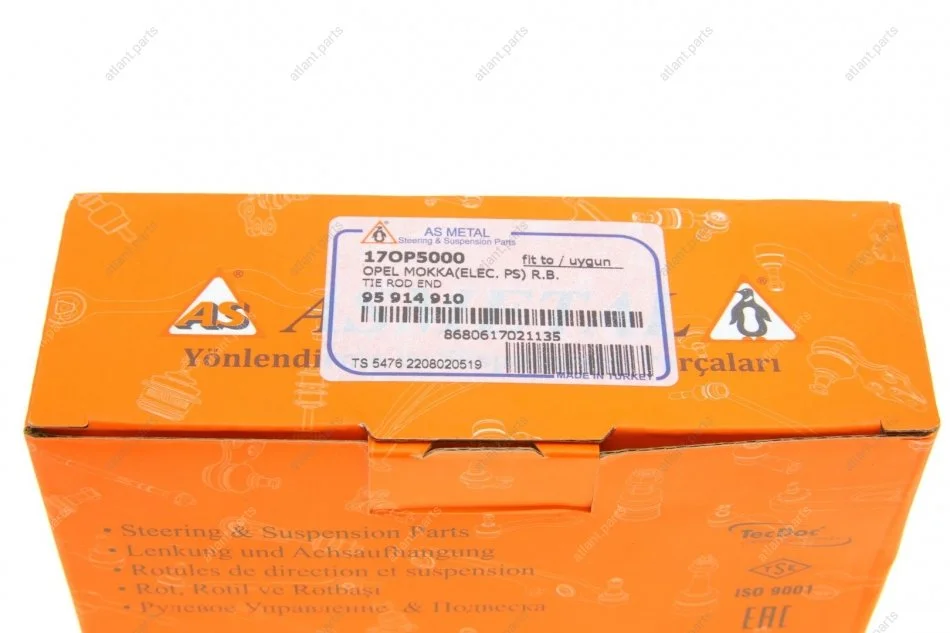 atlant.parts atlant.parts atlant.parts atlant.parts
AS METAL
Steering & Suspension Parts
17OP5000 fit to / uygun
OPEL MOKKA(ELEC. PS) R.B.
TIE ROD END
95 914 910
8680617021135
TS 5476 2208020519
MADE IN TURKEY
AS ®
®
Yönlendi rçaları
• Steering & Suspension Parts
• Lenkung und Achsaufhangung
• Rotules de direction et suspension
• Rot, Rotil ve Rotbaşı
• Рулевое Управление & Подвеска
TecDoc
TSE
ISO 9001
EAC